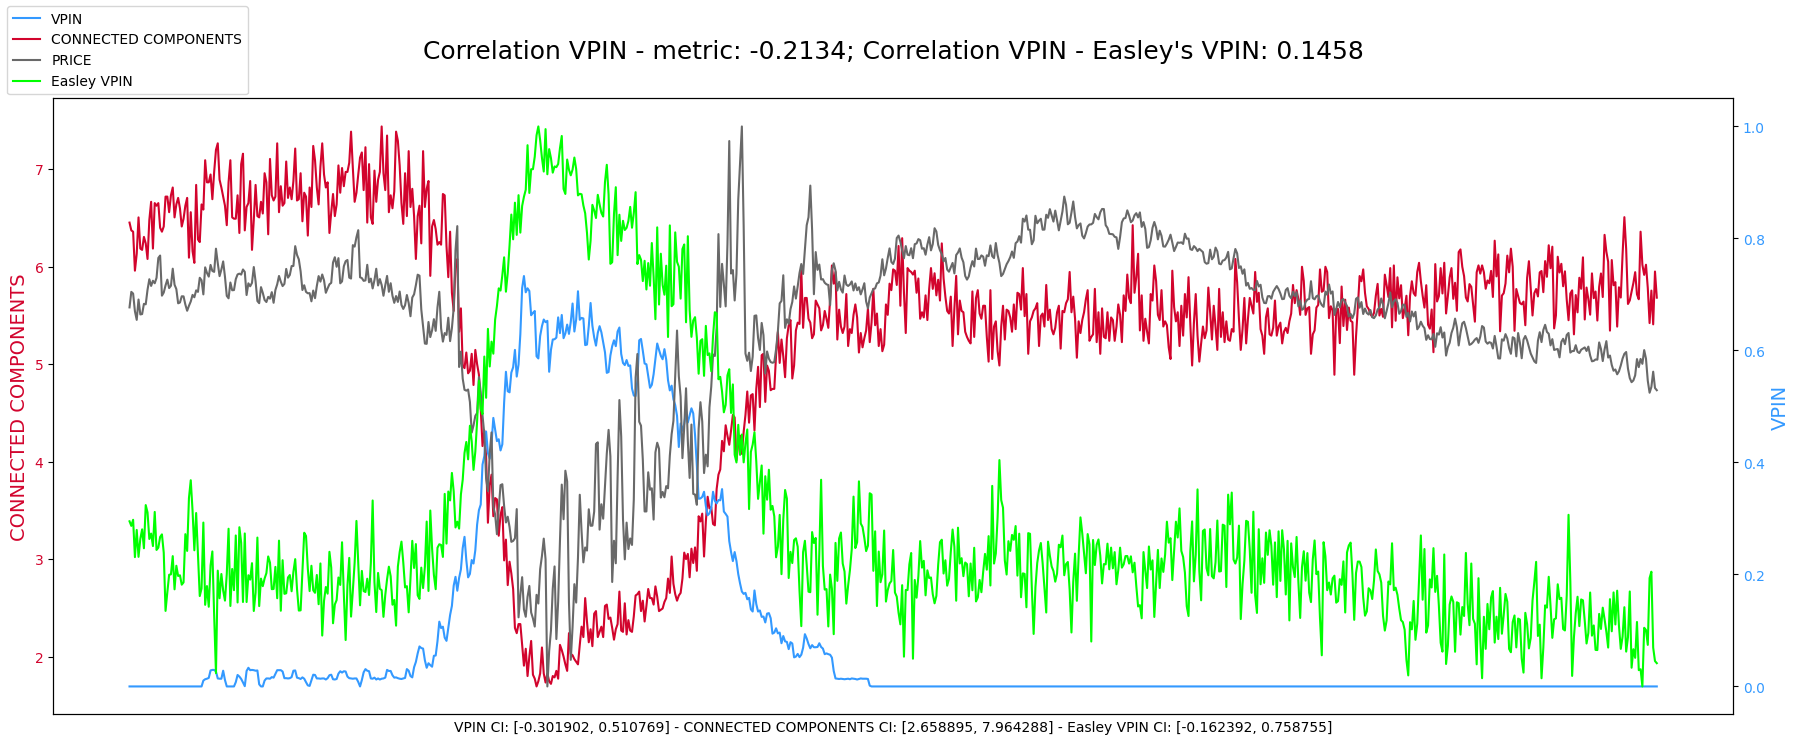 VPIN
CONNECTED COMPONENTS
PRICE
Easley VPIN
Correlation VPIN - metric: -0.2134; Correlation VPIN - Easley's VPIN: 0.1458
CONNECTED COMPONENTS
7
6
5
4
3
2
1.0
0.8
0.6
0.4
0.2
0.0
VPIN
VPIN CI: [-0.301902, 0.510769] - CONNECTED COMPONENTS CI: [2.658895, 7.964288] - Easley VPIN CI: [-0.162392, 0.758755]